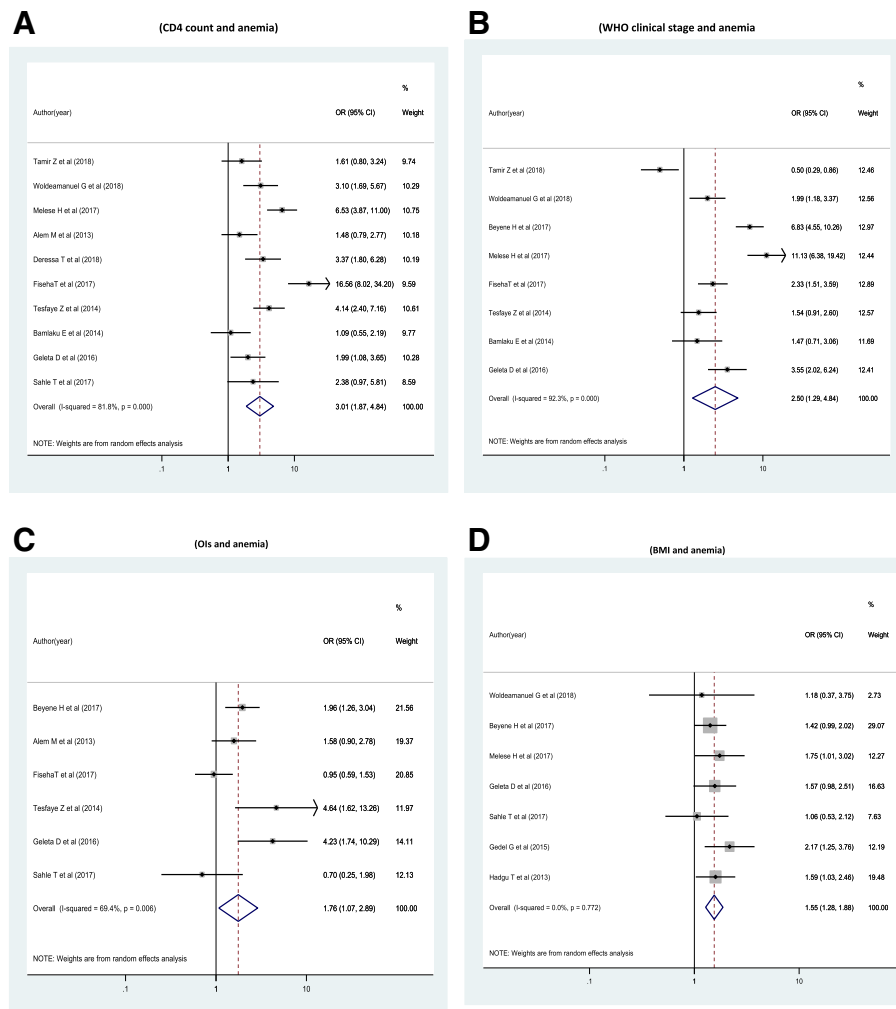 A
(CD4 count and anemia)
%
Author(year) OR (95% CI) Weight
Tamir Z et al (2018) 1.61 (0.80, 3.24) 9.74
Woldeamanuel G et al (2018) 3.10 (1.69, 5.67) 10.29
Melese H et al (2017) 6.53 (3.87, 11.00) 10.75
Alem M et al (2013) 1.48 (0.79, 2.77) 10.18
Deressa T et al (2018) 3.37 (1.80, 6.28) 10.19
FisehaT et al (2017) 16.56 (8.02, 34.20) 9.59
Tesfaye Z et al (2014) 4.14 (2.40, 7.16) 10.61
Bamlaku E et al (2014) 1.09 (0.55, 2.19) 9.77
Geleta D et al (2016) 1.99 (1.08, 3.65) 10.28
Sahle T et al (2017) 2.38 (0.97, 5.81) 8.59
Overall (I-squared = 81.8%, p = 0.000) 3.01 (1.87, 4.84) 100.00
NOTE: Weights are from random effects analysis
.1 1 10
B
(WHO clinical stage and anemia
%
Author(year) OR (95% CI) Weight
Tamir Z et al (2018) 0.50 (0.29, 0.86) 12.46
Woldeamanuel G et al (2018) 1.99 (1.18, 3.37) 12.56
Beyene H et al (2017) 6.83 (4.55, 10.26) 12.97
Melese H et al (2017) 11.13 (6.38, 19.42) 12.44
FisehaT et al (2017) 2.33 (1.51, 3.59) 12.89
Tesfaye Z et al (2014) 1.54 (0.91, 2.60) 12.57
Bamlaku E et al (2014) 1.47 (0.71, 3.06) 11.69
Geleta D et al (2016) 3.55 (2.02, 6.24) 12.41
Overall (I-squared = 92.3%, p = 0.000) 2.50 (1.29, 4.84) 100.00
NOTE: Weights are from random effects analysis
.1 1 10
C
(OIs and anemia)
%
Author(year) OR (95% CI) Weight
Beyene H et al (2017) 1.96 (1.26, 3.04) 21.56
Alem M et al (2013) 1.58 (0.90, 2.78) 19.37
FisehaT et al (2017) 0.95 (0.59, 1.53) 20.85
Tesfaye Z et al (2014) 4.64 (1.62, 13.26) 11.97
Geleta D et al (2016) 4.23 (1.74, 10.29) 14.11
Sahle T et al (2017) 0.70 (0.25, 1.98) 12.13
Overall (I-squared = 69.4%, p = 0.006) 1.76 (1.07, 2.89) 100.00
NOTE: Weights are from random effects analysis
.1 1 10
D
(BMI and anemia)
%
Author(year) OR (95% CI) Weight
Woldeamanuel G et al (2018) 1.18 (0.37, 3.75) 2.73
Beyene H et al (2017) 1.42 (0.99, 2.02) 29.07
Melese H et al (2017) 1.75 (1.01, 3.02) 12.27
Geleta D et al (2016) 1.57 (0.98, 2.51) 16.63
Sahle T et al (2017) 1.06 (0.53, 2.12) 7.63
Gedel G et al (2015) 2.17 (1.25, 3.76) 12.19
Hadgu T et al (2013) 1.59 (1.03, 2.46) 19.48
Overall (I-squared = 0.0%, p = 0.772) 1.55 (1.28, 1.88) 100.00
NOTE: Weights are from random effects analysis
.1 1 10